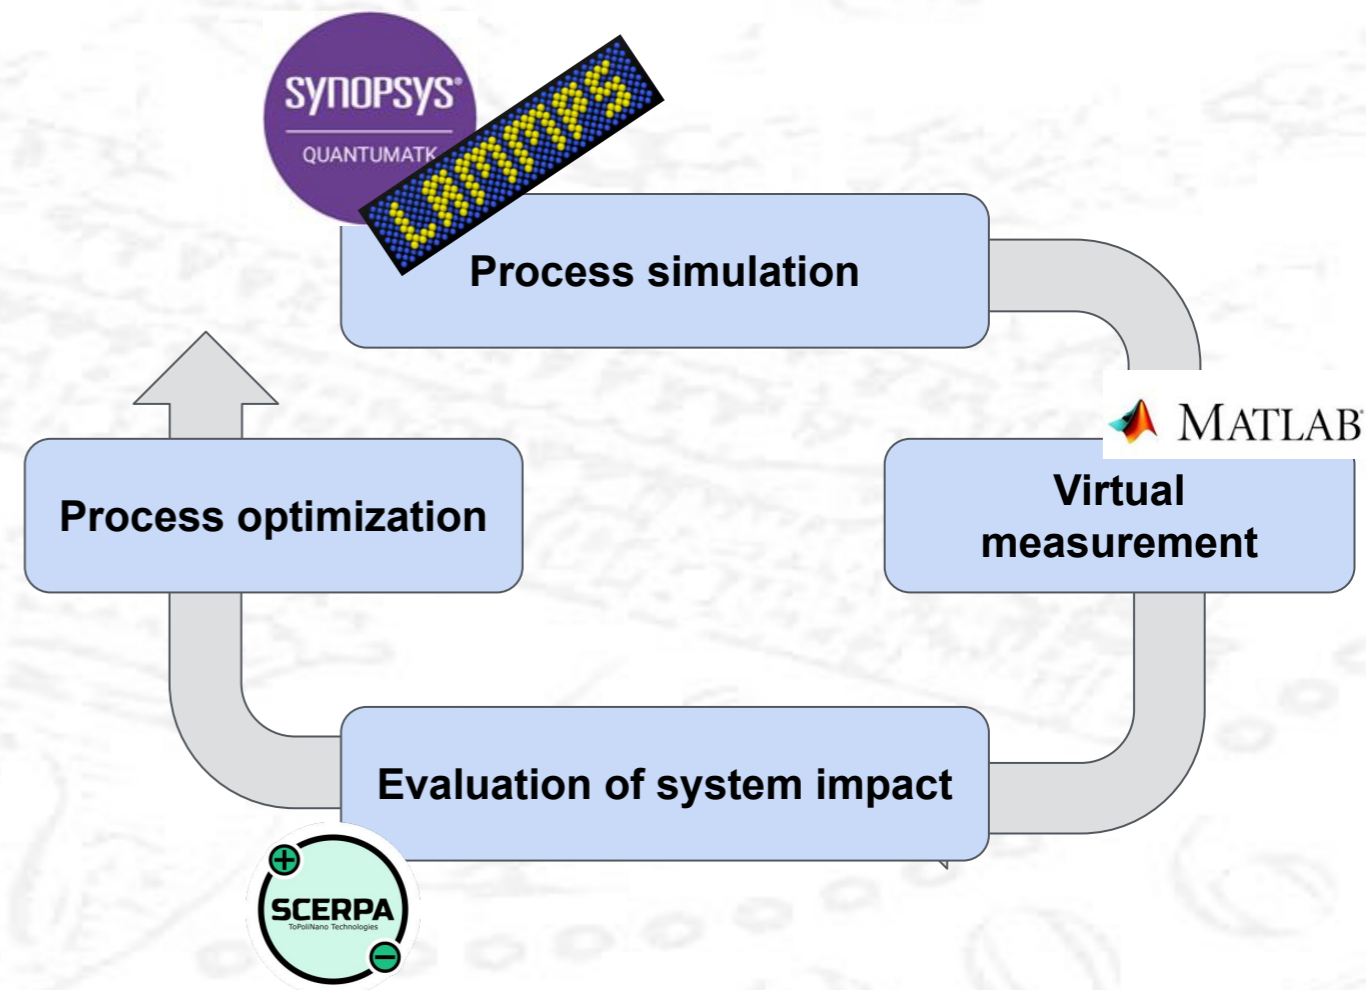 SYNOPSYS®
QUANTUMATK
LAMMPS
Process simulation
MATLAB®
Process optimization
Virtual
measurement
Evaluation of system impact
SCERPA
ToPoliNano Technologies